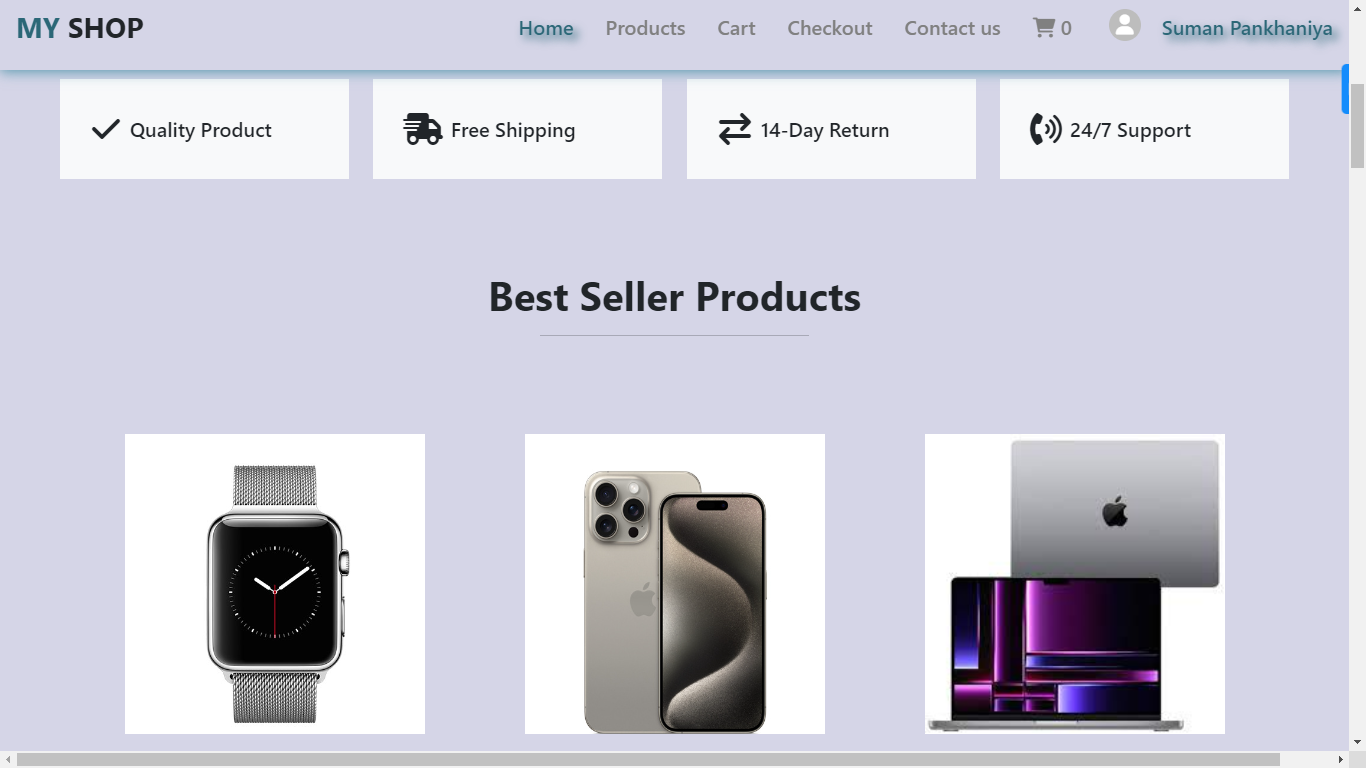 MY SHOP
Home Products Cart Checkout Contact us 0 Suman Pankhaniya
Quality Product Free Shipping 14-Day Return 24/7 Support
Best Seller Products